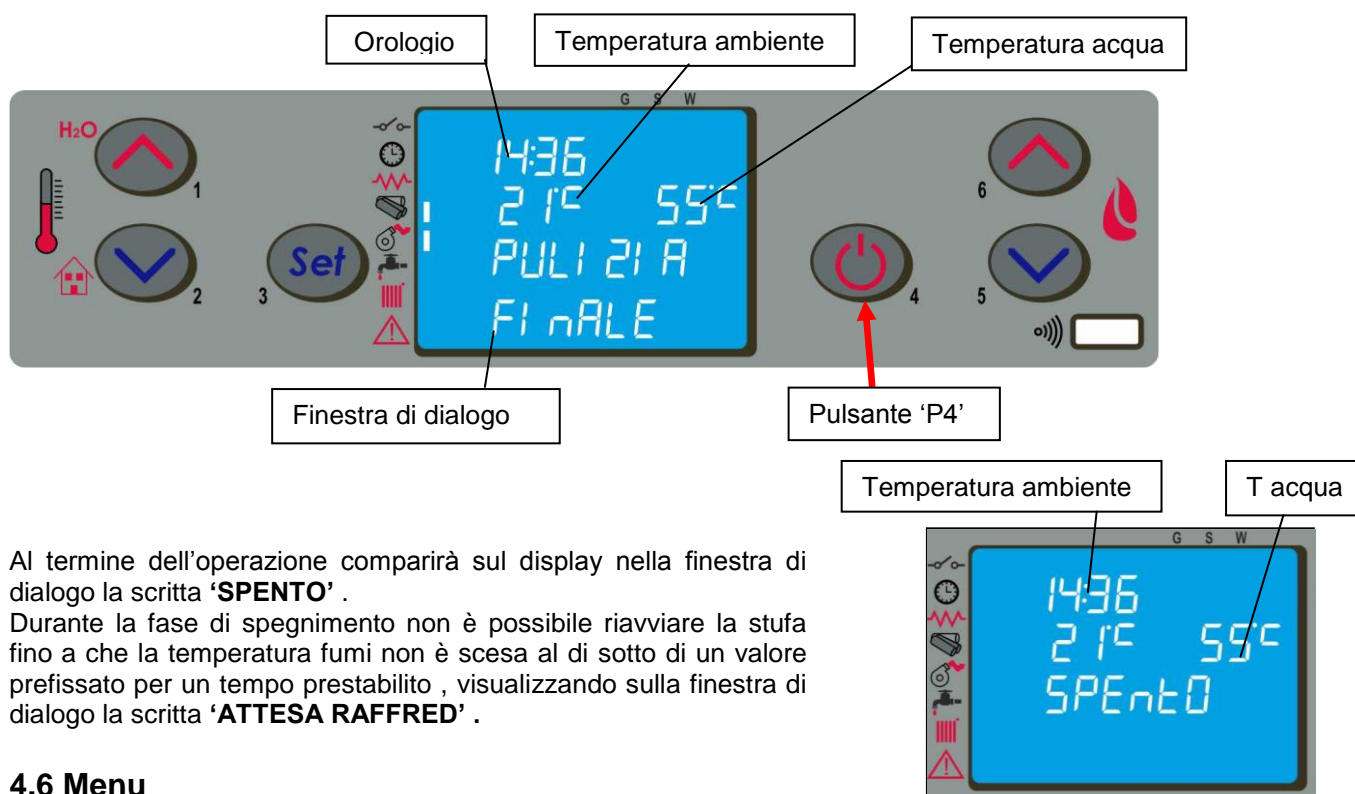 Orologio
Temperatura ambiente
Temperatura acqua
G S W
H₂O
1
2
3
Set
14:36
21°C 55°C
PULIZIA
FInALE
4
6
5
Finestra di dialogo
Pulsante ‘P4’
Temperatura ambiente
T acqua
G S W
14:36
21°C 55°C
SPEntO
Al termine dell’operazione comparirà sul display nella finestra di
dialogo la scritta ‘SPENTO’ .
Durante la fase di spegnimento non è possibile riavviare la stufa
fino a che la temperatura fumi non è scesa al di sotto di un valore
prefissato per un tempo prestabilito , visualizzando sulla finestra di
dialogo la scritta ‘ATTESA RAFFRED’ .
4.6 Menu